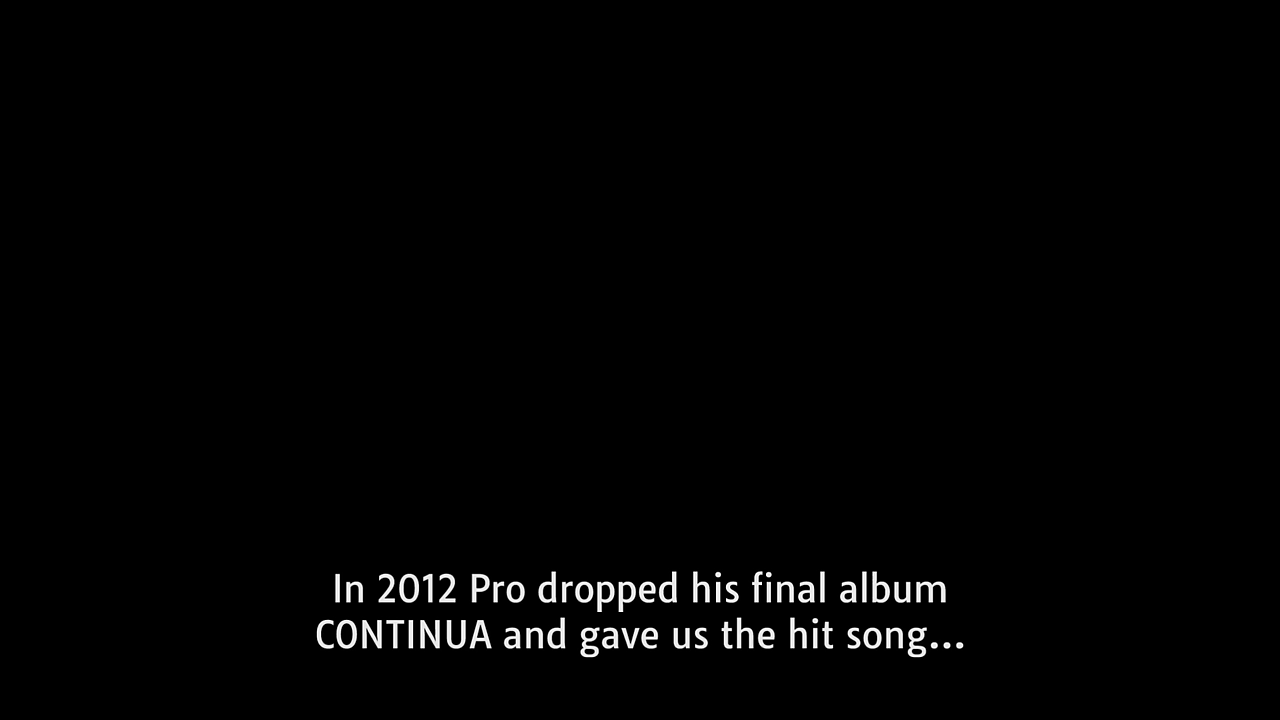 In 2012 Pro dropped his final album
CONTINUA and gave us the hit song...